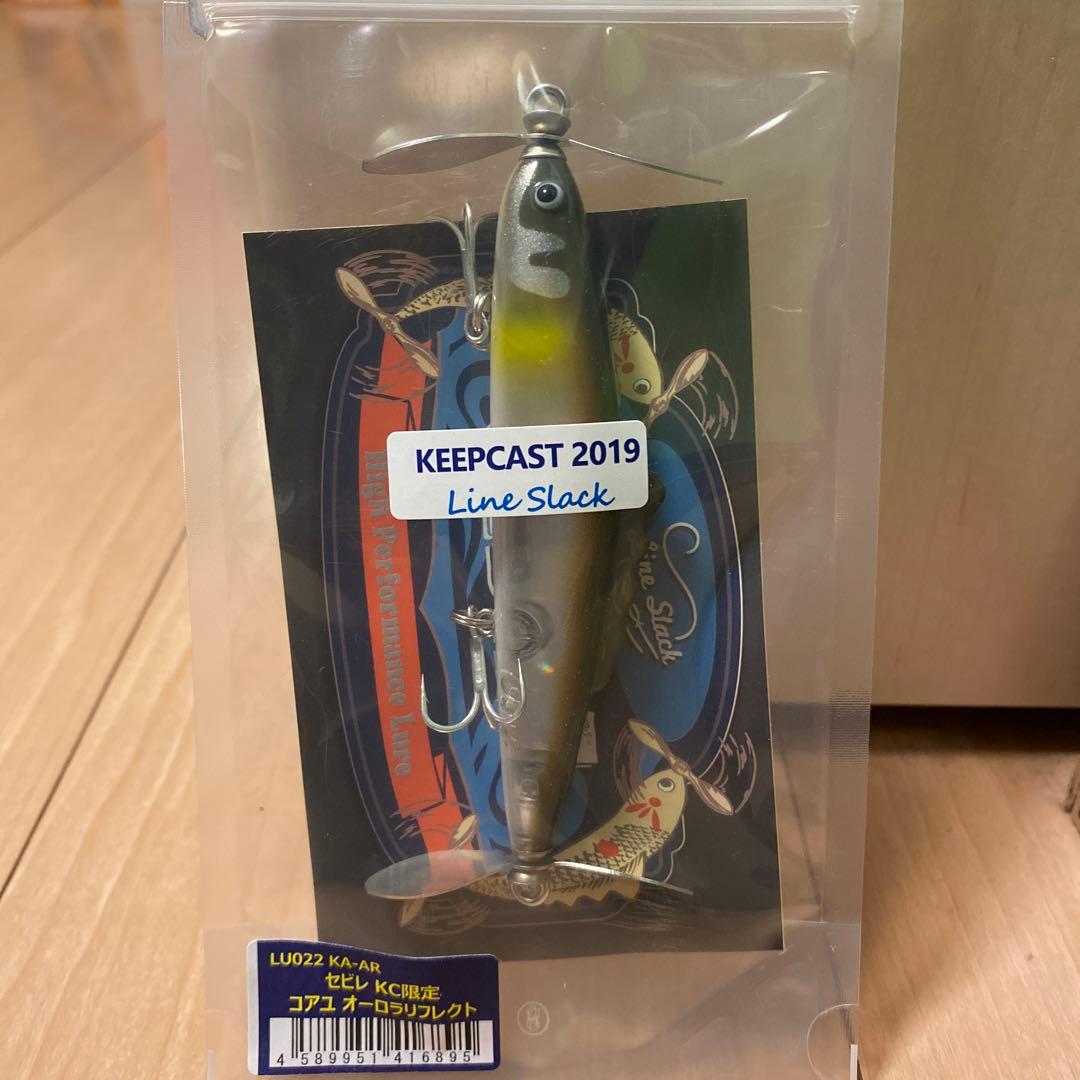 KEEPCAST 2019
Line Slack
High Performance Lure
Line Slack
LU022 KA-AR
セビレ KC限定
コアユ オーロラリフレクト
4 589951 416895